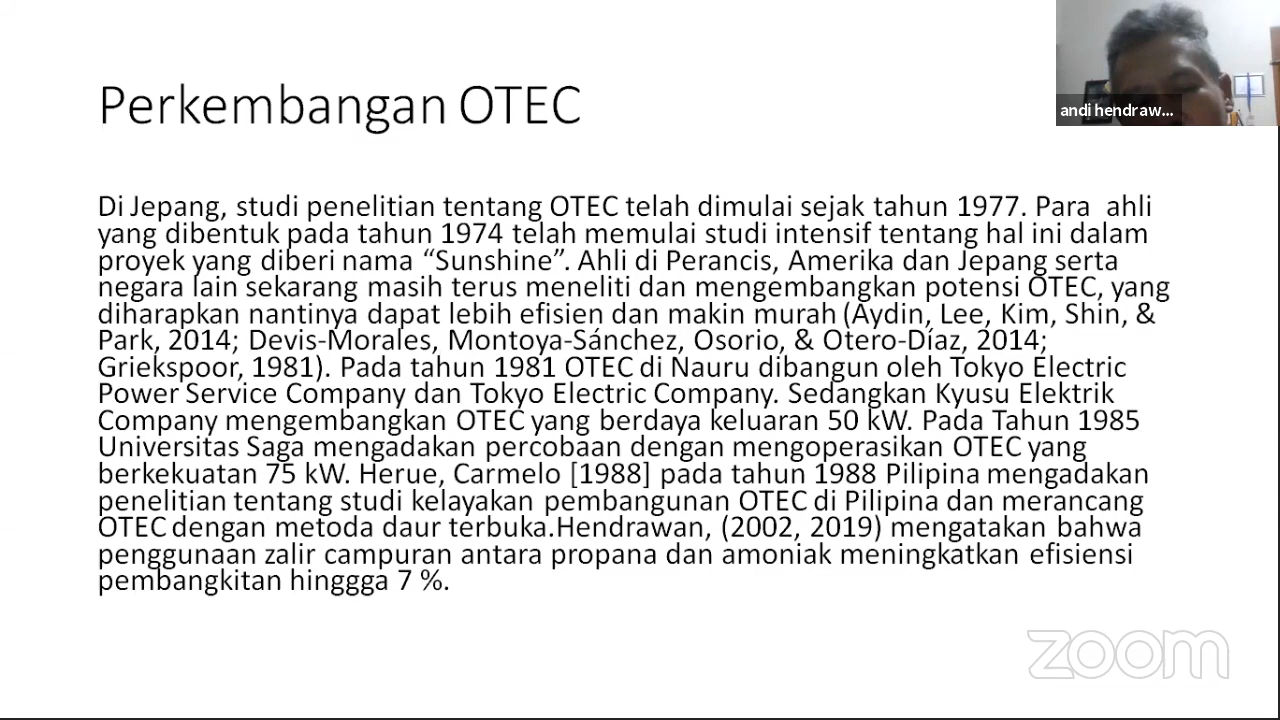 Perkembangan OTEC
andi hendraw...
Di Jepang, studi penelitian tentang OTEC telah dimulai sejak tahun 1977. Para ahli
yang dibentuk pada tahun 1974 telah memulai studi intensif tentang hal ini dalam
proyek yang diberi nama “Sunshine”. Ahli di Perancis, Amerika dan Jepang serta
negara lain sekarang masih terus meneliti dan mengembangkan potensi OTEC, yang
diharapkan nantinya dapat lebih efisien dan makin murah (Aydin, Lee, Kim, Shin, &
Park, 2014; Devis-Morales, Montoya-Sánchez, Osorio, & Otero-Díaz, 2014;
Griekspoor, 1981). Pada tahun 1981 OTEC di Nauru dibangun oleh Tokyo Electric
Power Service Company dan Tokyo Electric Company. Sedangkan Kyusu Elektrik
Company mengembangkan OTEC yang berdaya keluaran 50 kW. Pada Tahun 1985
Universitas Saga mengadakan percobaan dengan mengoperasikan OTEC yang
berkekuatan 75 kW. Herue, Carmelo [1988] pada tahun 1988 Pilipina mengadakan
penelitian tentang studi kelayakan pembangunan OTEC di Pilipina dan merancang
OTEC dengan metoda daur terbuka.Hendrawan, (2002, 2019) mengatakan bahwa
penggunaan zalir campuran antara propana dan amoniak meningkatkan efisiensi
pembangkitan hinggga 7 %.
zoom